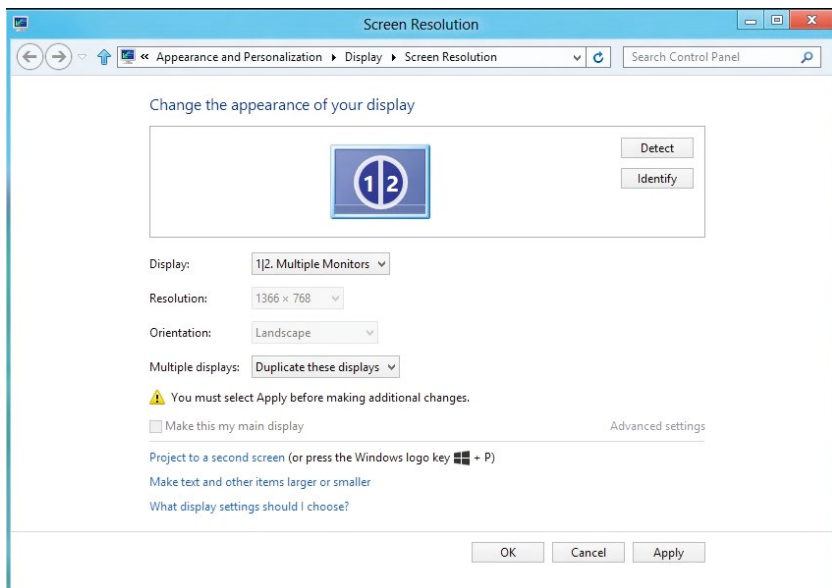 Screen Resolution
« Appearance and Personalization ▸ Display ▸ Screen Resolution
Search Control Panel
Change the appearance of your display
1|2
Detect
Identify
Display: 1|2. Multiple Monitors
Resolution: 1366 × 768
Orientation: Landscape
Multiple displays: Duplicate these displays
You must select Apply before making additional changes.
Make this my main display Advanced settings
Project to a second screen (or press the Windows logo key + P)
Make text and other items larger or smaller
What display settings should I choose?
OK Cancel Apply